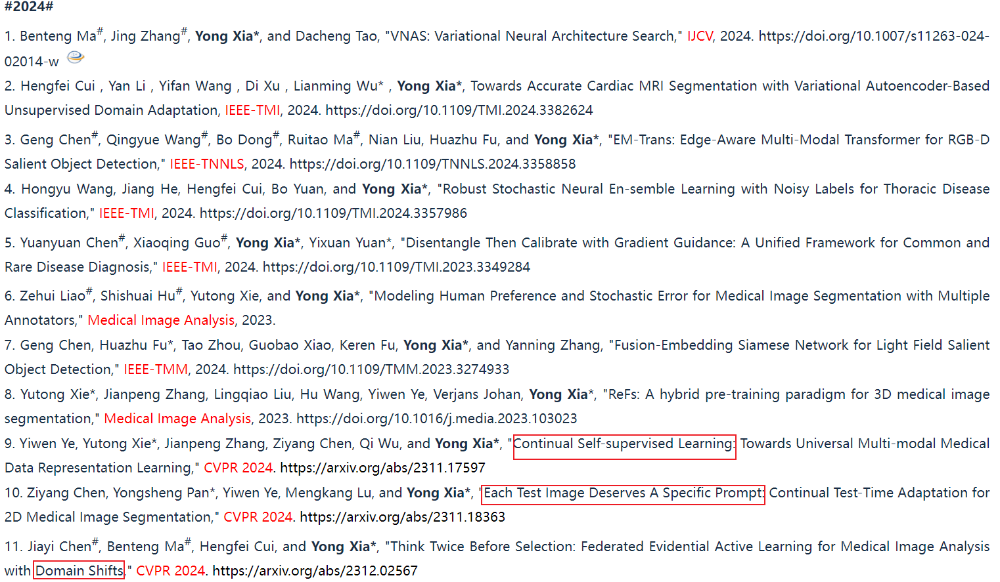 #2024#
1. Benteng Ma#, Jing Zhang#, Yong Xia*, and Dacheng Tao, "VNAS: Variational Neural Architecture Search," IJCV, 2024. https://doi.org/10.1007/s11263-024-
02014-w
2. Hengfei Cui , Yan Li , Yifan Wang , Di Xu , Lianming Wu* , Yong Xia*, Towards Accurate Cardiac MRI Segmentation with Variational Autoencoder-Based
Unsupervised Domain Adaptation, IEEE-TMI, 2024. https://doi.org/10.1109/TMI.2024.3382624
3. Geng Chen#, Qingyue Wang#, Bo Dong#, Ruitao Ma#, Nian Liu, Huazhu Fu, and Yong Xia*, "EM-Trans: Edge-Aware Multi-Modal Transformer for RGB-D
Salient Object Detection," IEEE-TNNLS, 2024. https://doi.org/10.1109/TNNLS.2024.3358858
4. Hongyu Wang, Jiang He, Hengfei Cui, Bo Yuan, and Yong Xia*, "Robust Stochastic Neural En-semble Learning with Noisy Labels for Thoracic Disease
Classification," IEEE-TMI, 2024. https://doi.org/10.1109/TMI.2024.3357986
5. Yuanyuan Chen#, Xiaoqing Guo#, Yong Xia*, Yixuan Yuan*, "Disentangle Then Calibrate with Gradient Guidance: A Unified Framework for Common and
Rare Disease Diagnosis," IEEE-TMI, 2024. https://doi.org/10.1109/TMI.2023.3349284
6. Zehui Liao#, Shishuai Hu#, Yutong Xie, and Yong Xia*, "Modeling Human Preference and Stochastic Error for Medical Image Segmentation with Multiple
Annotators," Medical Image Analysis, 2023.
7. Geng Chen, Huazhu Fu*, Tao Zhou, Guobao Xiao, Keren Fu, Yong Xia*, and Yanning Zhang, "Fusion-Embedding Siamese Network for Light Field Salient
Object Detection," IEEE-TMM, 2024. https://doi.org/10.1109/TMM.2023.3274933
8. Yutong Xie*, Jianpeng Zhang, Lingqiao Liu, Hu Wang, Yiwen Ye, Verjans Johan, Yong Xia*, "ReFs: A hybrid pre-training paradigm for 3D medical image
segmentation," Medical Image Analysis, 2023. https://doi.org/10.1016/j.media.2023.103023
9. Yiwen Ye, Yutong Xie*, Jianpeng Zhang, Ziyang Chen, Qi Wu, and Yong Xia*, "Continual Self-supervised Learning: Towards Universal Multi-modal Medical
Data Representation Learning," CVPR 2024. https://arxiv.org/abs/2311.17597
10. Ziyang Chen, Yongsheng Pan*, Yiwen Ye, Mengkang Lu, and Yong Xia*, "Each Test Image Deserves A Specific Prompt: Continual Test-Time Adaptation for
2D Medical Image Segmentation," CVPR 2024. https://arxiv.org/abs/2311.18363
11. Jiayi Chen#, Benteng Ma#, Hengfei Cui, and Yong Xia*, "Think Twice Before Selection: Federated Evidential Active Learning for Medical Image Analysis
with Domain Shifts," CVPR 2024. https://arxiv.org/abs/2312.02567